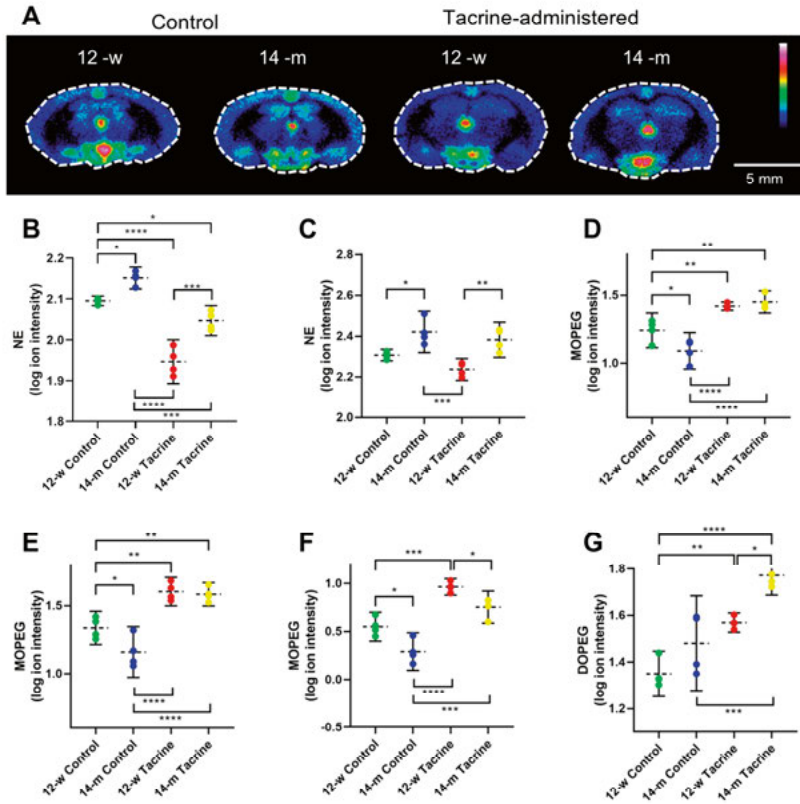 A
Control
Tacrine-administered
12 -w
14 -m
12 -w
14 -m
5 mm
B
NE
(log ion intensity)
2.2
2.1
2.0
1.9
1.8
*
****
*
***
****
***
12-w Control
14-m Control
12-w Tacrine
14-m Tacrine
C
NE
(log ion intensity)
2.8
2.6
2.4
2.2
2.0
*
**
***
12-w Control
14-m Control
12-w Tacrine
14-m Tacrine
D
MOPEG
(log ion intensity)
1.5
1.0
**
**
*
****
****
12-w Control
14-m Control
12-w Tacrine
14-m Tacrine
E
MOPEG
(log ion intensity)
1.5
1.0
**
**
*
****
****
12-w Control
14-m Control
12-w Tacrine
14-m Tacrine
F
MOPEG
(log ion intensity)
1.0
0.5
0.0
-0.5
***
*
*
****
***
12-w Control
14-m Control
12-w Tacrine
14-m Tacrine
G
DOPEG
(log ion intensity)
1.8
1.6
1.4
1.2
****
**
*
***
12-w Control
14-m Control
12-w Tacrine
14-m Tacrine